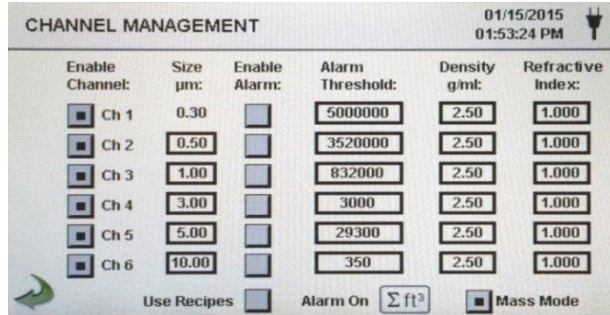 CHANNEL MANAGEMENT
01/15/2015
01:53:24 PM
Enable Channel: Size µm: Enable Alarm: Alarm Threshold: Density g/ml: Refractive Index:
Ch 1 0.30 5000000 2.50 1.000
Ch 2 0.50 3520000 2.50 1.000
Ch 3 1.00 832000 2.50 1.000
Ch 4 3.00 3000 2.50 1.000
Ch 5 5.00 29300 2.50 1.000
Ch 6 10.00 350 2.50 1.000
Use Recipes Alarm On Σft³ Mass Mode